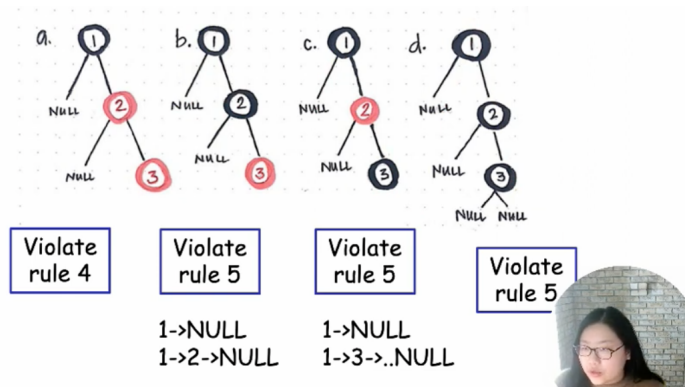 a.
1
NULL
2
NULL
3
b.
1
NULL
2
NULL
3
c.
1
NULL
2
NULL
3
d.
1
NULL
2
NULL
3
NULL NULL
Violate
rule 4
Violate
rule 5
1->NULL
1->2->NULL
Violate
rule 5
1->NULL
1->3->..NULL
Violate
rule 5